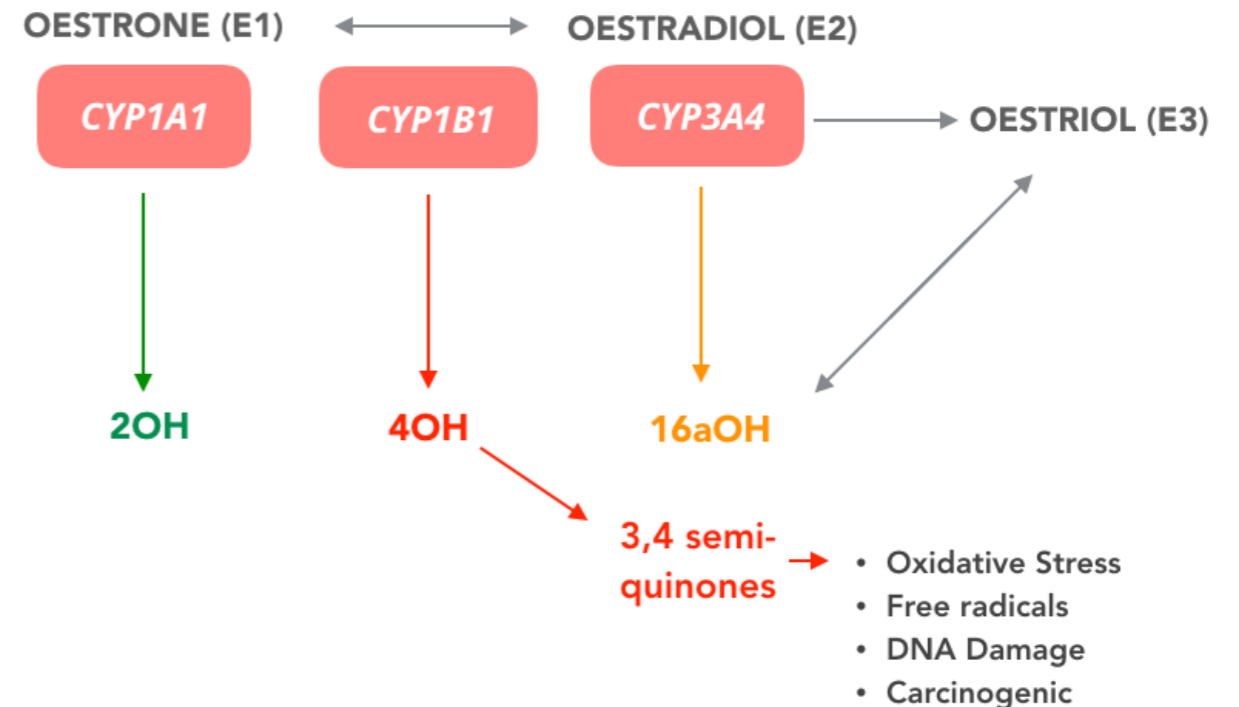 OESTRONE (E1)
OESTRADIOL (E2)
CYP1A1
CYP1B1
CYP3A4
OESTRIOL (E3)
2OH
4OH
16aOH
3,4 semi-
quinones
• Oxidative Stress
• Free radicals
• DNA Damage
• Carcinogenic